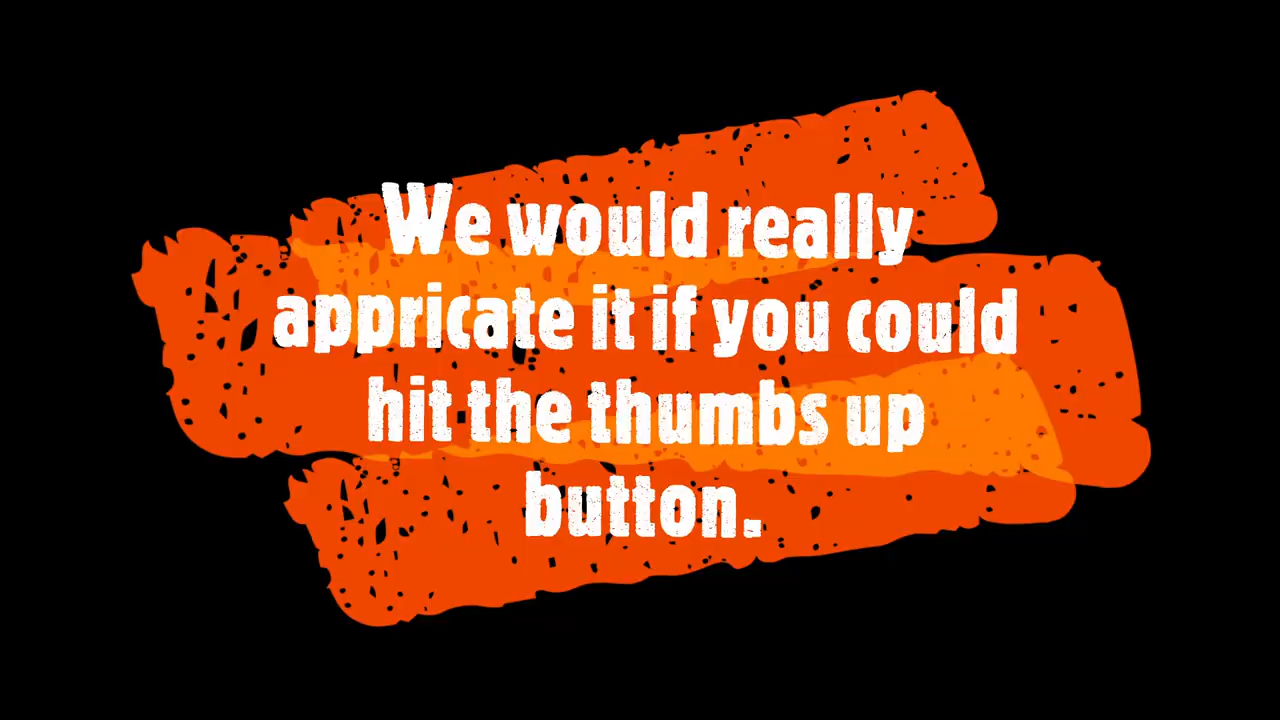 We would really
appricate it if you could
hit the thumbs up
button.